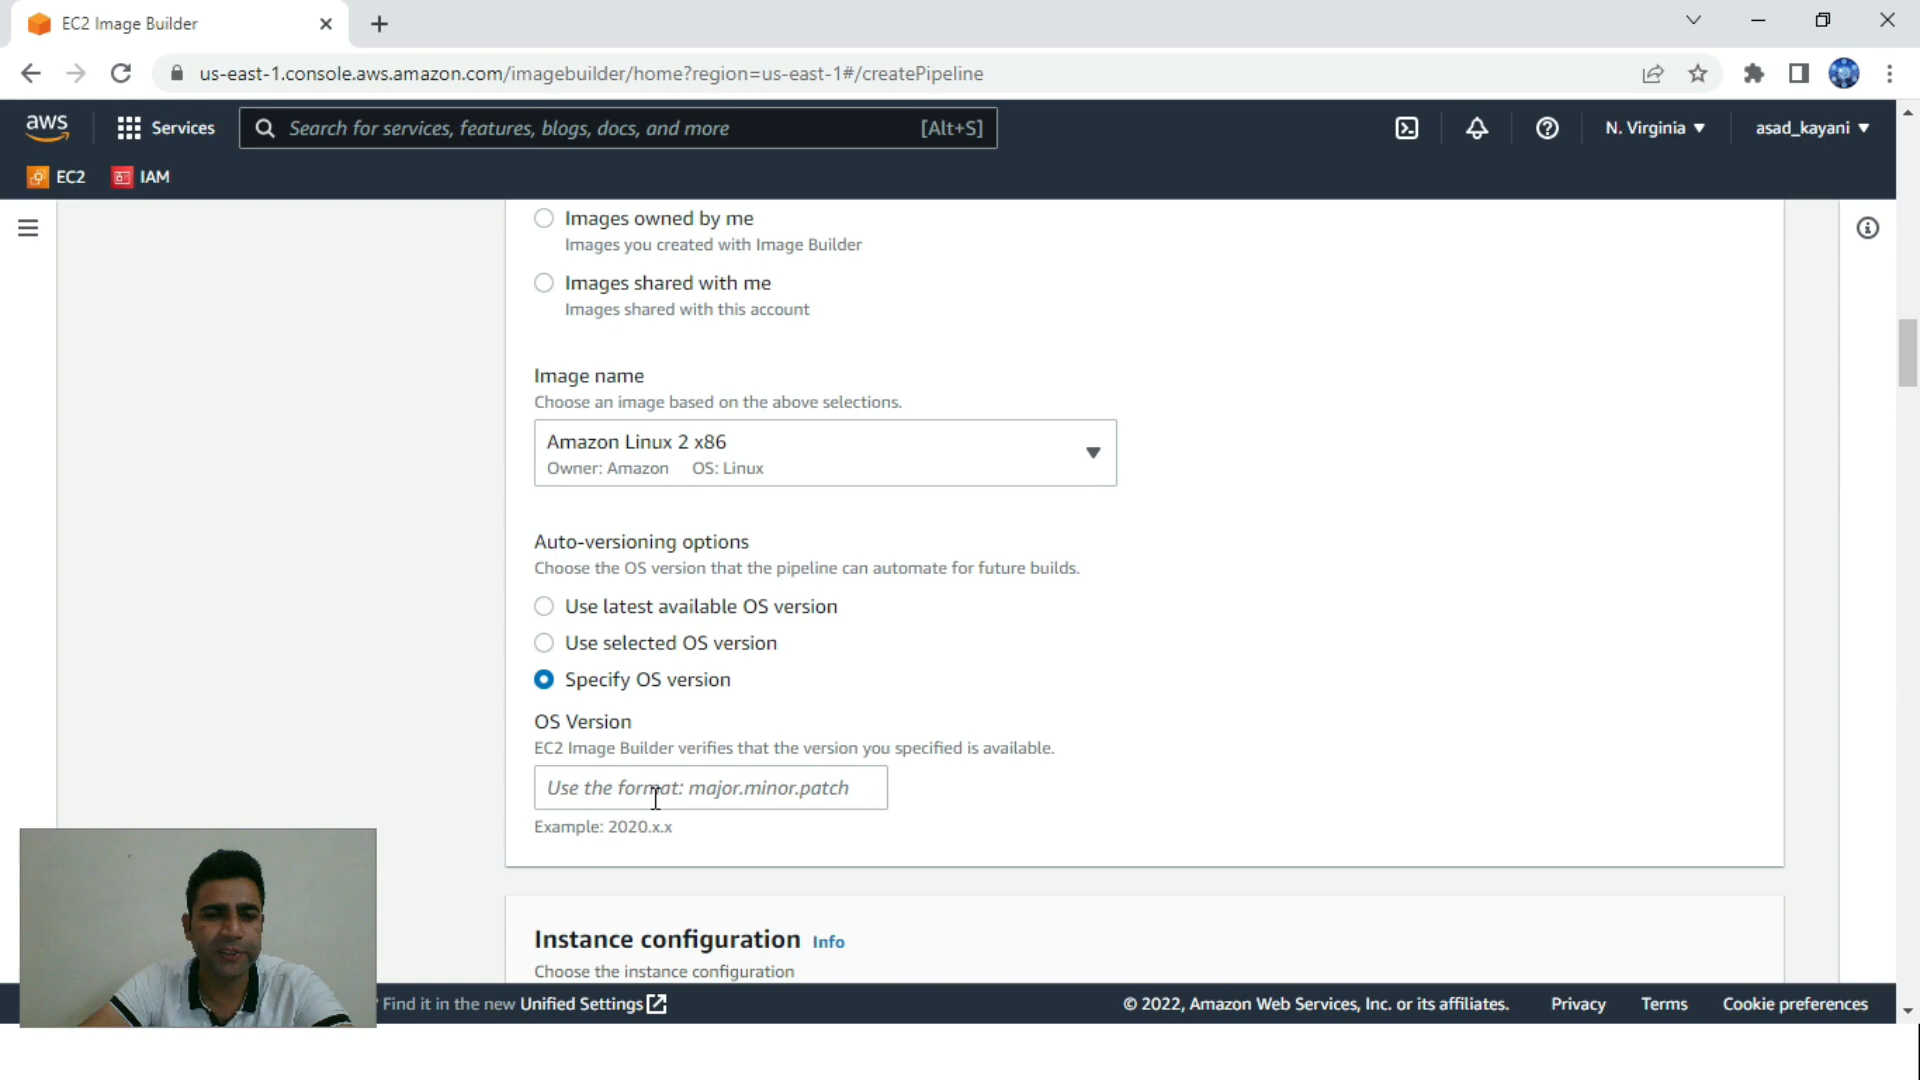 EC2 Image Builder
us-east-1.console.aws.amazon.com/imagebuilder/home?region=us-east-1#/createPipeline
aws
Services
Search for services, features, blogs, docs, and more
[Alt+S]
N. Virginia
asad_kayani
EC2
IAM
Images owned by me
Images you created with Image Builder
Images shared with me
Images shared with this account
Image name
Choose an image based on the above selections.
Amazon Linux 2 x86
Owner: Amazon OS: Linux
Auto-versioning options
Choose the OS version that the pipeline can automate for future builds.
Use latest available OS version
Use selected OS version
Specify OS version
OS Version
EC2 Image Builder verifies that the version you specified is available.
Use the format: major.minor.patch
Example: 2020.x.x
Instance configuration Info
Choose the instance configuration
? Find it in the new Unified Settings
© 2022, Amazon Web Services, Inc. or its affiliates.
Privacy
Terms
Cookie preferences